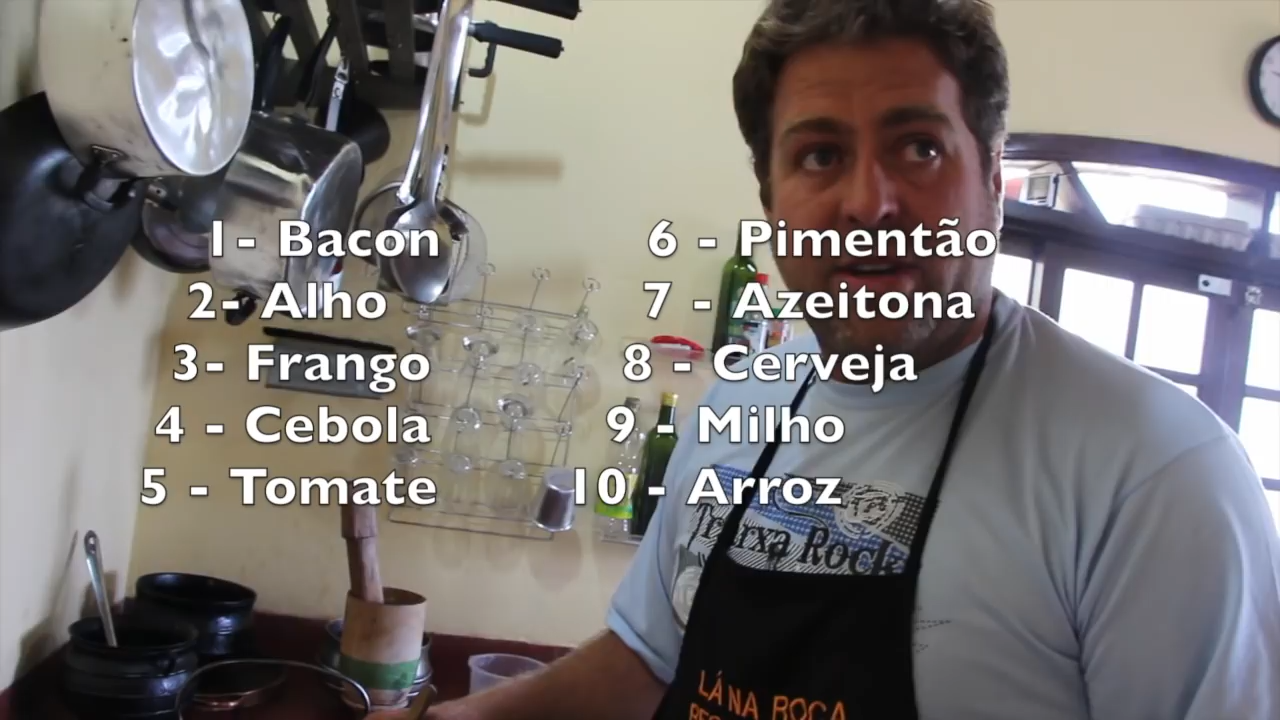 1- Bacon
2- Alho
3- Frango
4 - Cebola
5 - Tomate
6 - Pimentão
7 - Azeitona
8 - Cerveja
9 - Milho
10 - Arroz
Rock
LÁ NA ROÇA